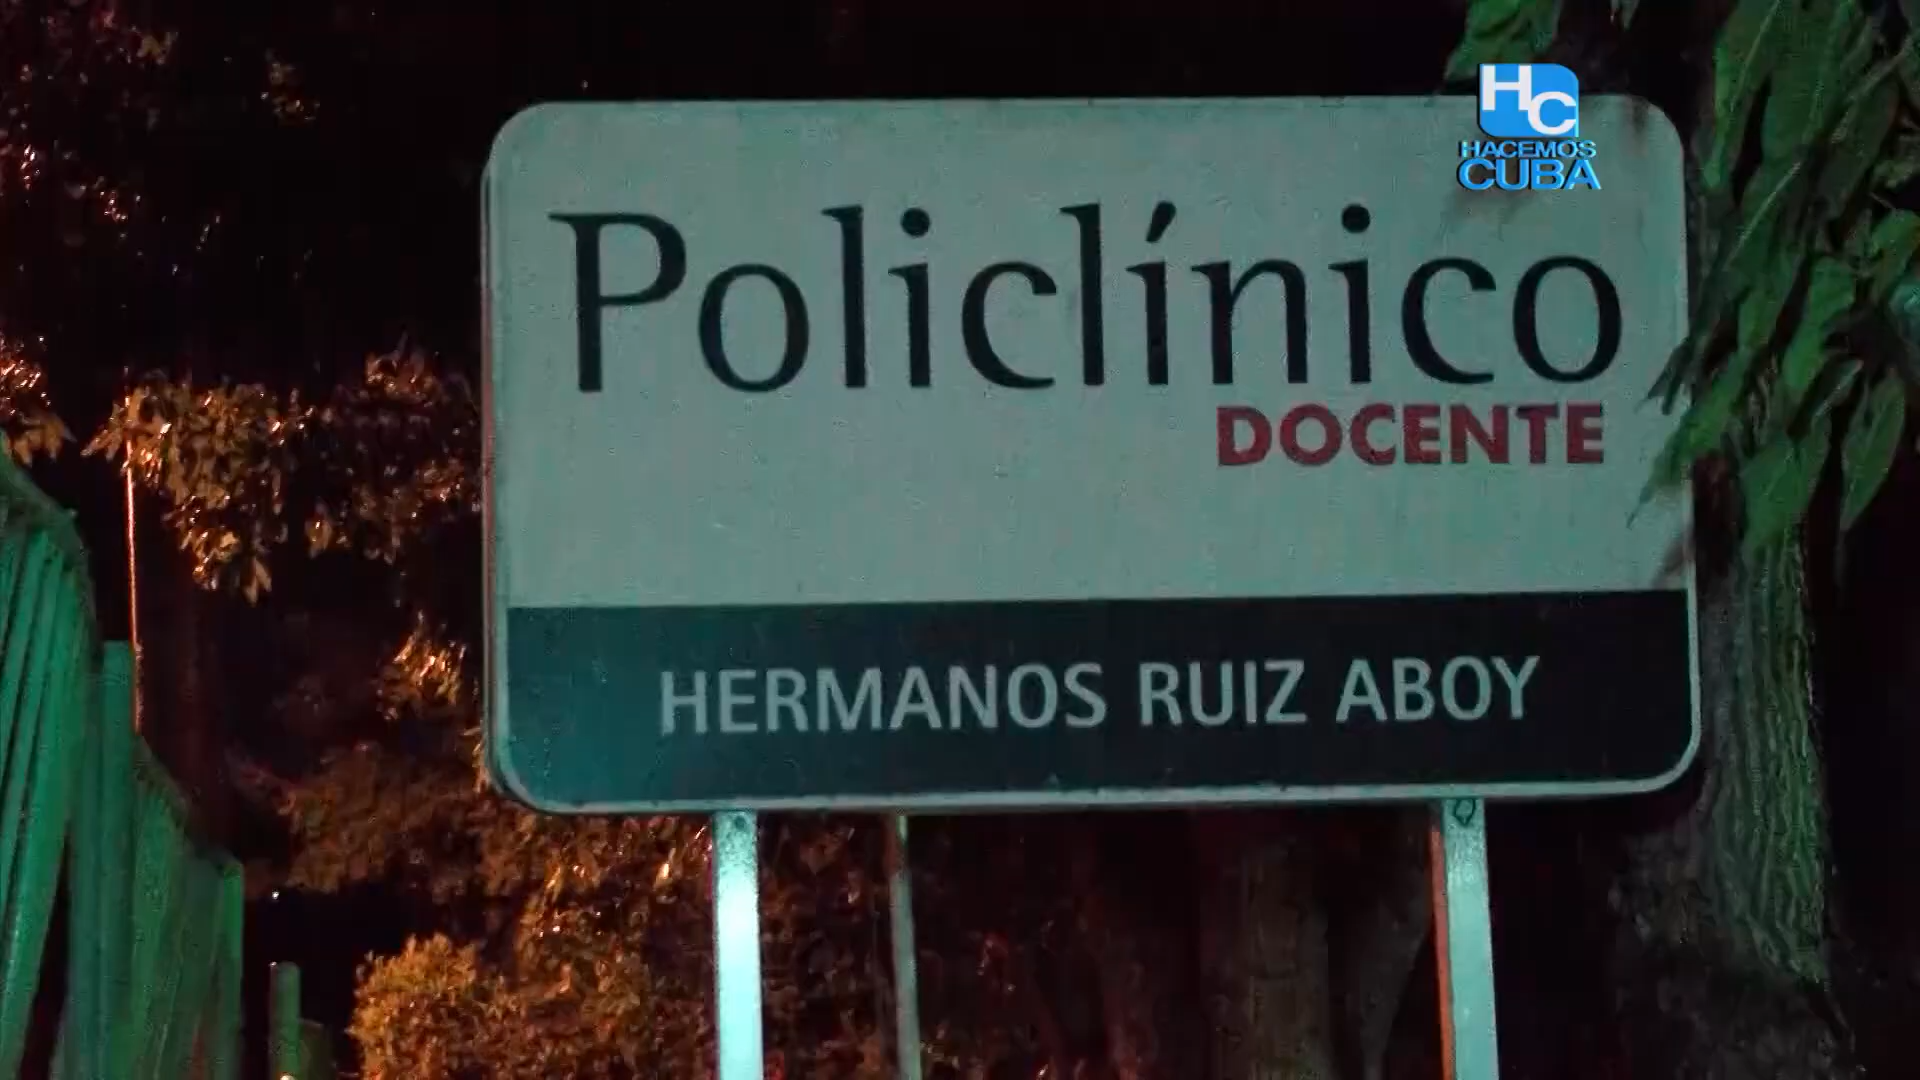 HC
HACEMOS
CUBA
Policlínico
DOCENTE
HERMANOS RUIZ ABOY